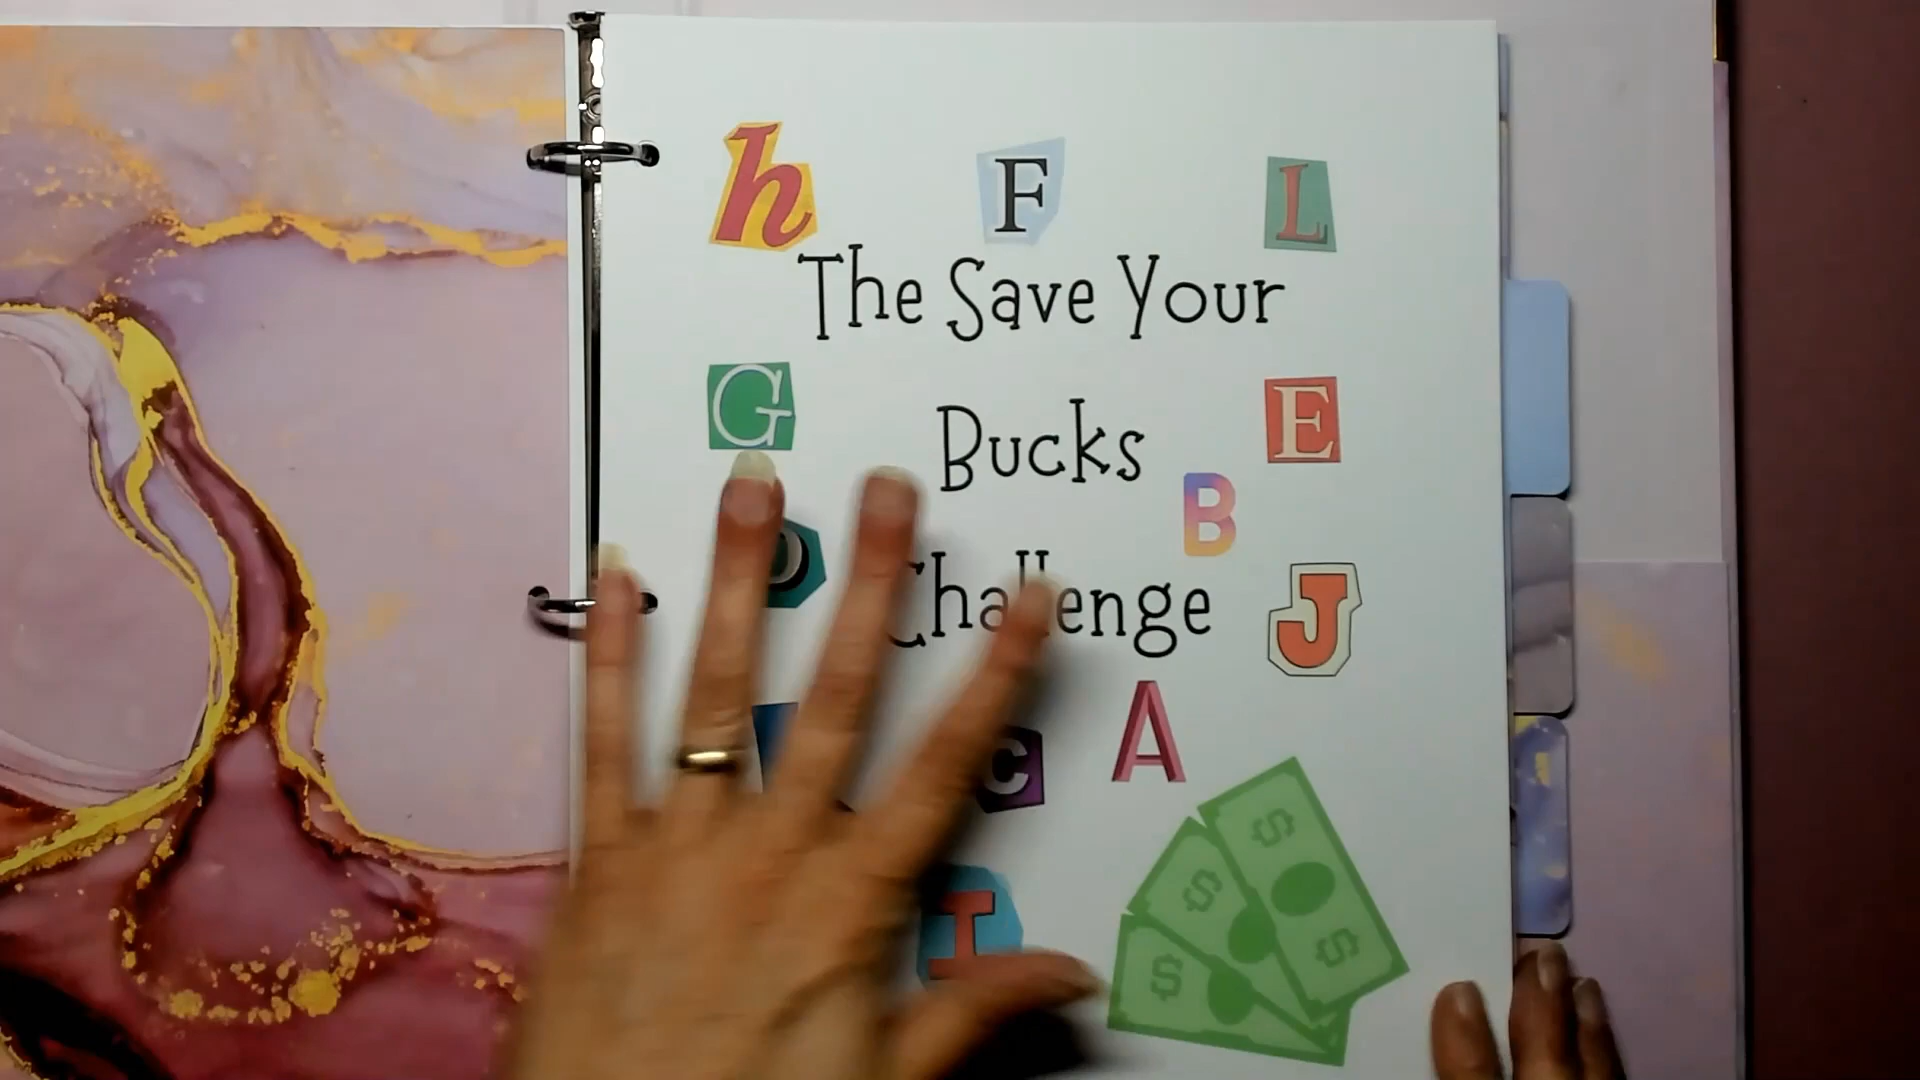 h F L
The Save Your
G E
Bucks
B
D
Challenge
J
A
C
I
$ $ $ $